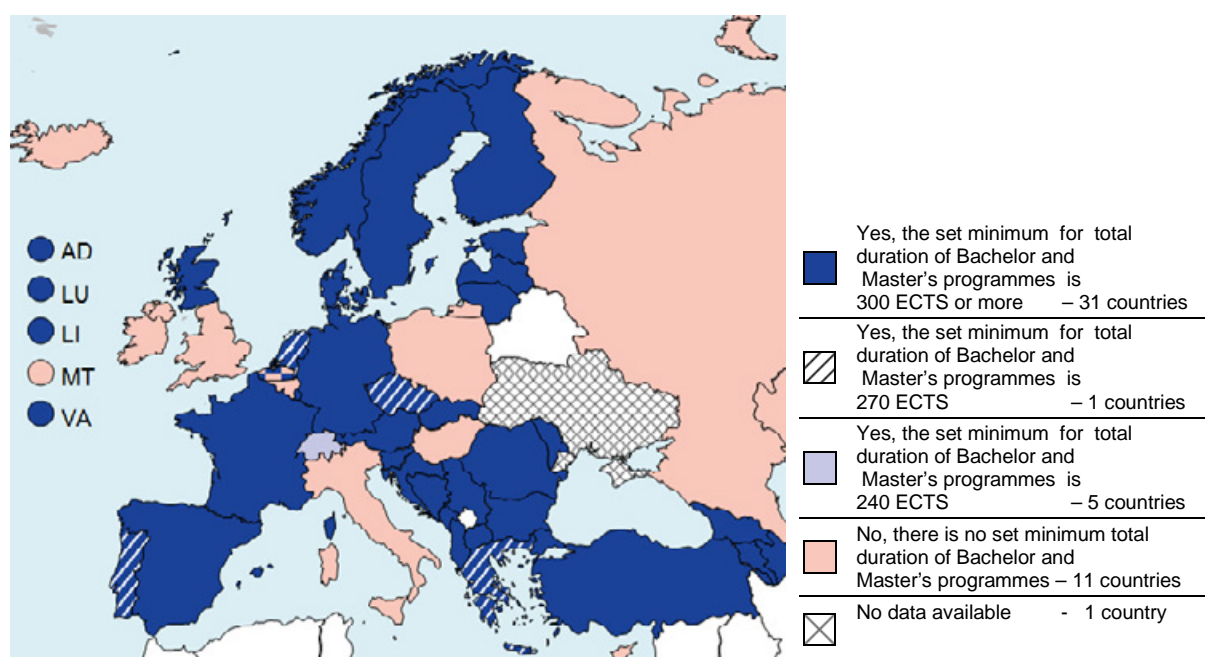 AD
LU
LI
MT
VA
Yes, the set minimum for total
duration of Bachelor and
Master's programmes is
300 ECTS or more – 31 countries
Yes, the set minimum for total
duration of Bachelor and
Master's programmes is
270 ECTS – 1 countries
Yes, the set minimum for total
duration of Bachelor and
Master's programmes is
240 ECTS – 5 countries
No, there is no set minimum total
duration of Bachelor and
Master's programmes – 11 countries
No data available - 1 country